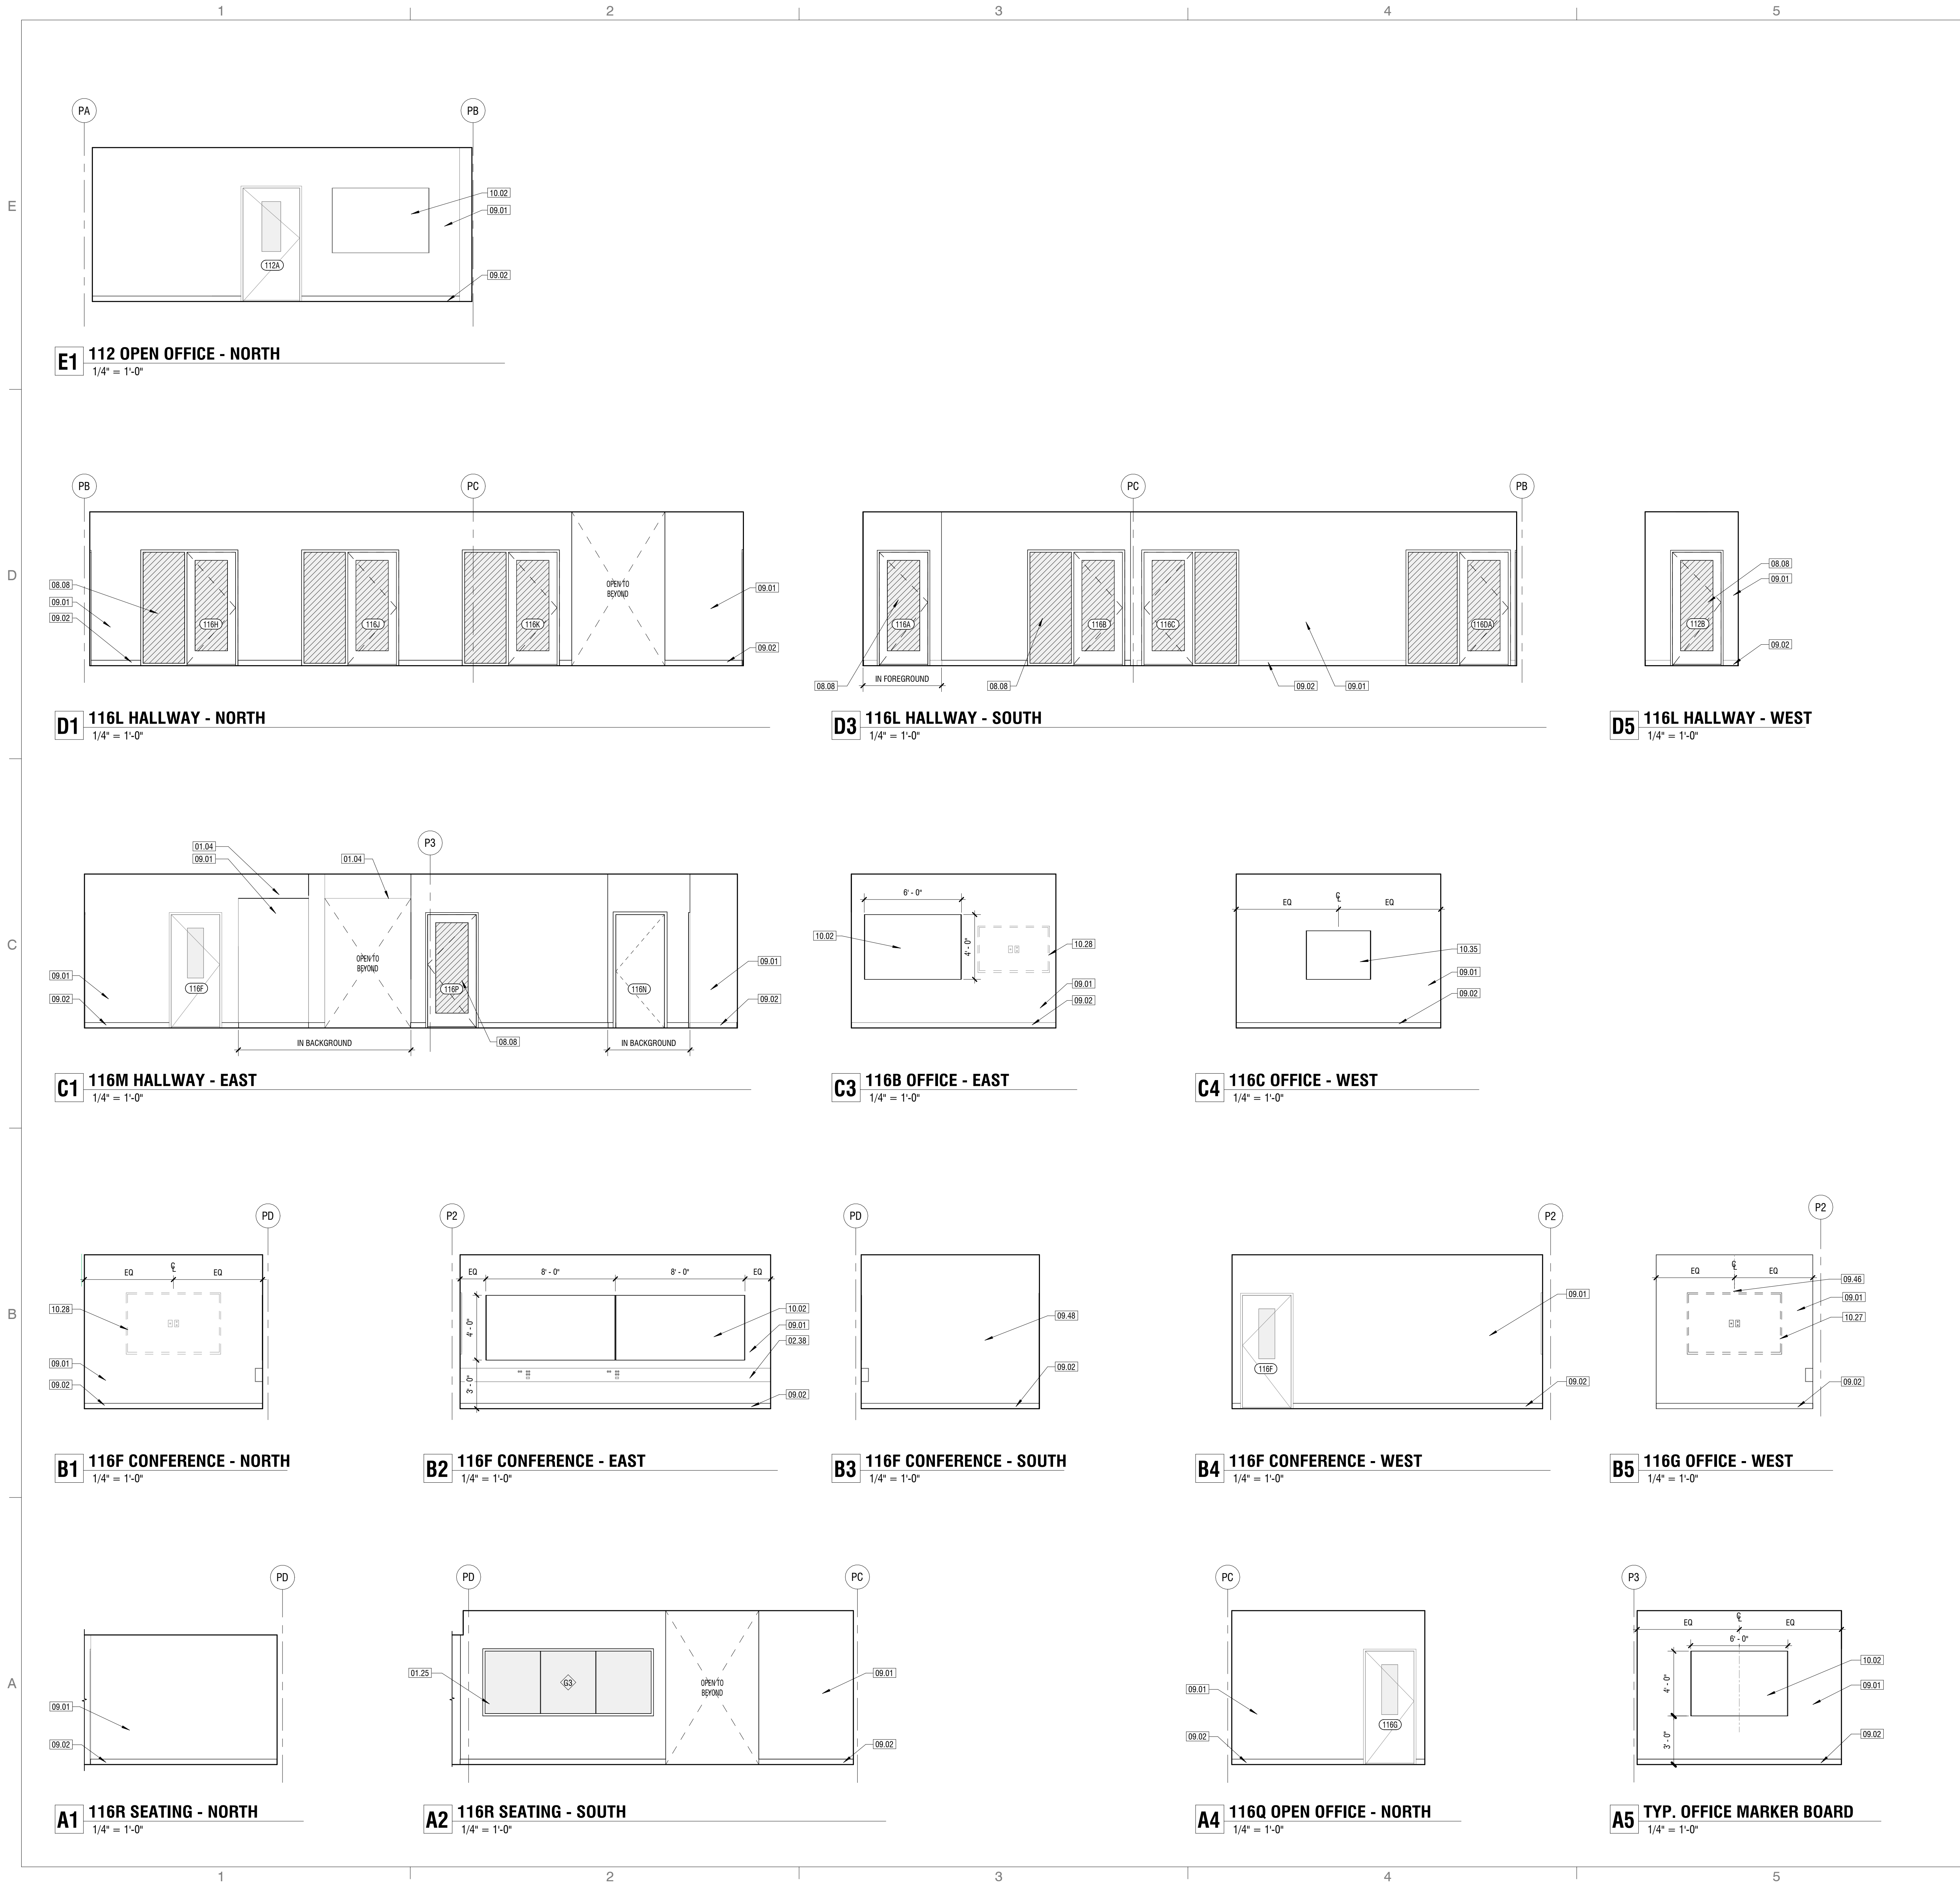 1 2 3 4 5
E
PA PB
10.02
09.01
112A
09.02
E1 112 OPEN OFFICE - NORTH
1/4" = 1'-0"
D
PB PC
08.08
09.01
09.02
116H
116J
116K
OPEN TO
BEYOND
09.01
09.02
D1 116L HALLWAY - NORTH
1/4" = 1'-0"
PC PB
116A
116B
116C
116DA
08.08
IN FOREGROUND
08.08
09.02
09.01
D3 116L HALLWAY - SOUTH
1/4" = 1'-0"
08.08
09.01
112B
09.02
D5 116L HALLWAY - WEST
1/4" = 1'-0"
C
P3
01.04
09.01
01.04
09.01
09.02
116F
OPEN TO
BEYOND
116P
116N
09.01
09.02
IN BACKGROUND
08.08
IN BACKGROUND
C1 116M HALLWAY - EAST
1/4" = 1'-0"
6' - 0"
10.02
4' - 0"
10.28
09.01
09.02
C3 116B OFFICE - EAST
1/4" = 1'-0"
EQ CL EQ
10.35
09.01
09.02
C4 116C OFFICE - WEST
1/4" = 1'-0"
B
PD
EQ CL EQ
10.28
09.01
09.02
B1 116F CONFERENCE - NORTH
1/4" = 1'-0"
P2
EQ 8' - 0" 8' - 0" EQ
4' - 0"
3' - 0"
10.02
09.01
02.38
09.02
B2 116F CONFERENCE - EAST
1/4" = 1'-0"
PD
09.48
09.02
B3 116F CONFERENCE - SOUTH
1/4" = 1'-0"
P2
09.01
116F
09.02
B4 116F CONFERENCE - WEST
1/4" = 1'-0"
P2
EQ CL EQ
09.46
09.01
10.27
09.02
B5 116G OFFICE - WEST
1/4" = 1'-0"
A
PD
09.01
09.02
A1 116R SEATING - NORTH
1/4" = 1'-0"
PD PC
01.25
G3
OPEN TO
BEYOND
09.01
09.02
A2 116R SEATING - SOUTH
1/4" = 1'-0"
PC
09.01
116G
09.02
A4 116Q OPEN OFFICE - NORTH
1/4" = 1'-0"
P3
EQ CL EQ
6' - 0"
4' - 0"
3' - 0"
10.02
09.01
09.02
A5 TYP. OFFICE MARKER BOARD
1/4" = 1'-0"
1 2 3 4 5